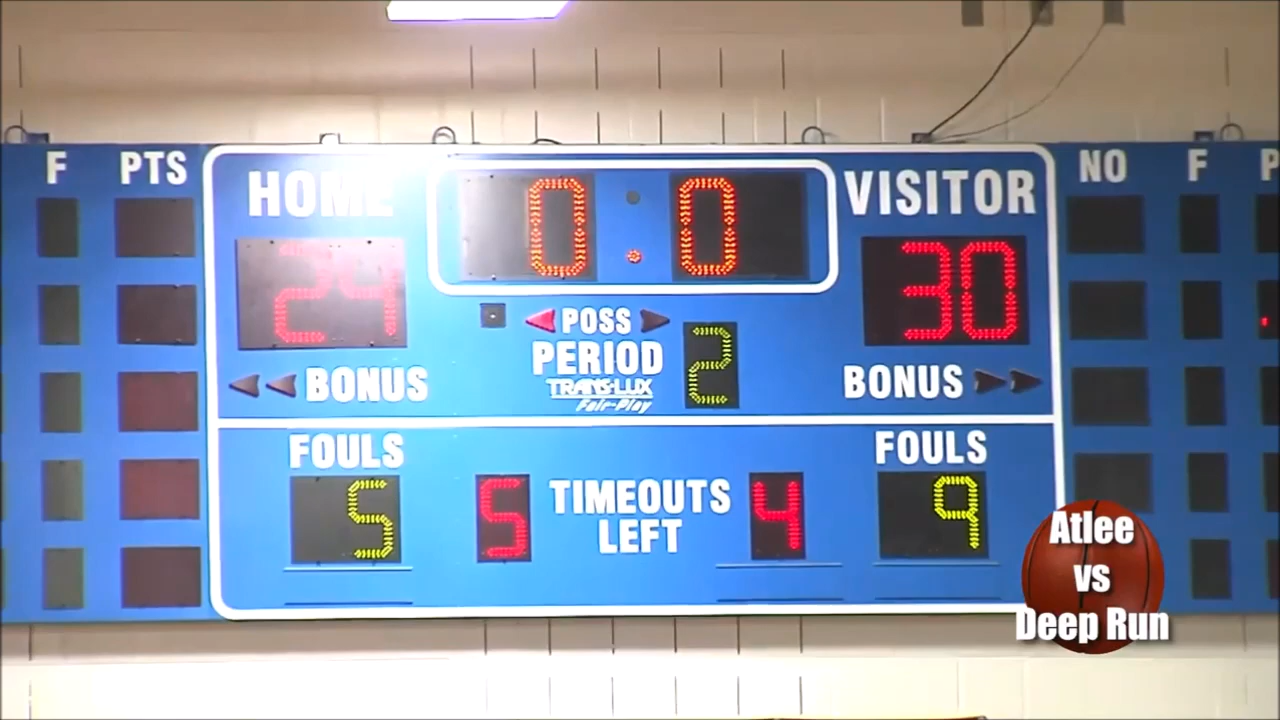 F PTS
HOME
0.0
VISITOR
NO F P
24
30
POSS
PERIOD
2
TRANS-LUX
Fair-Play
BONUS
BONUS
FOULS
FOULS
5
5
TIMEOUTS
LEFT
4
9
Atlee
vs
Deep Run